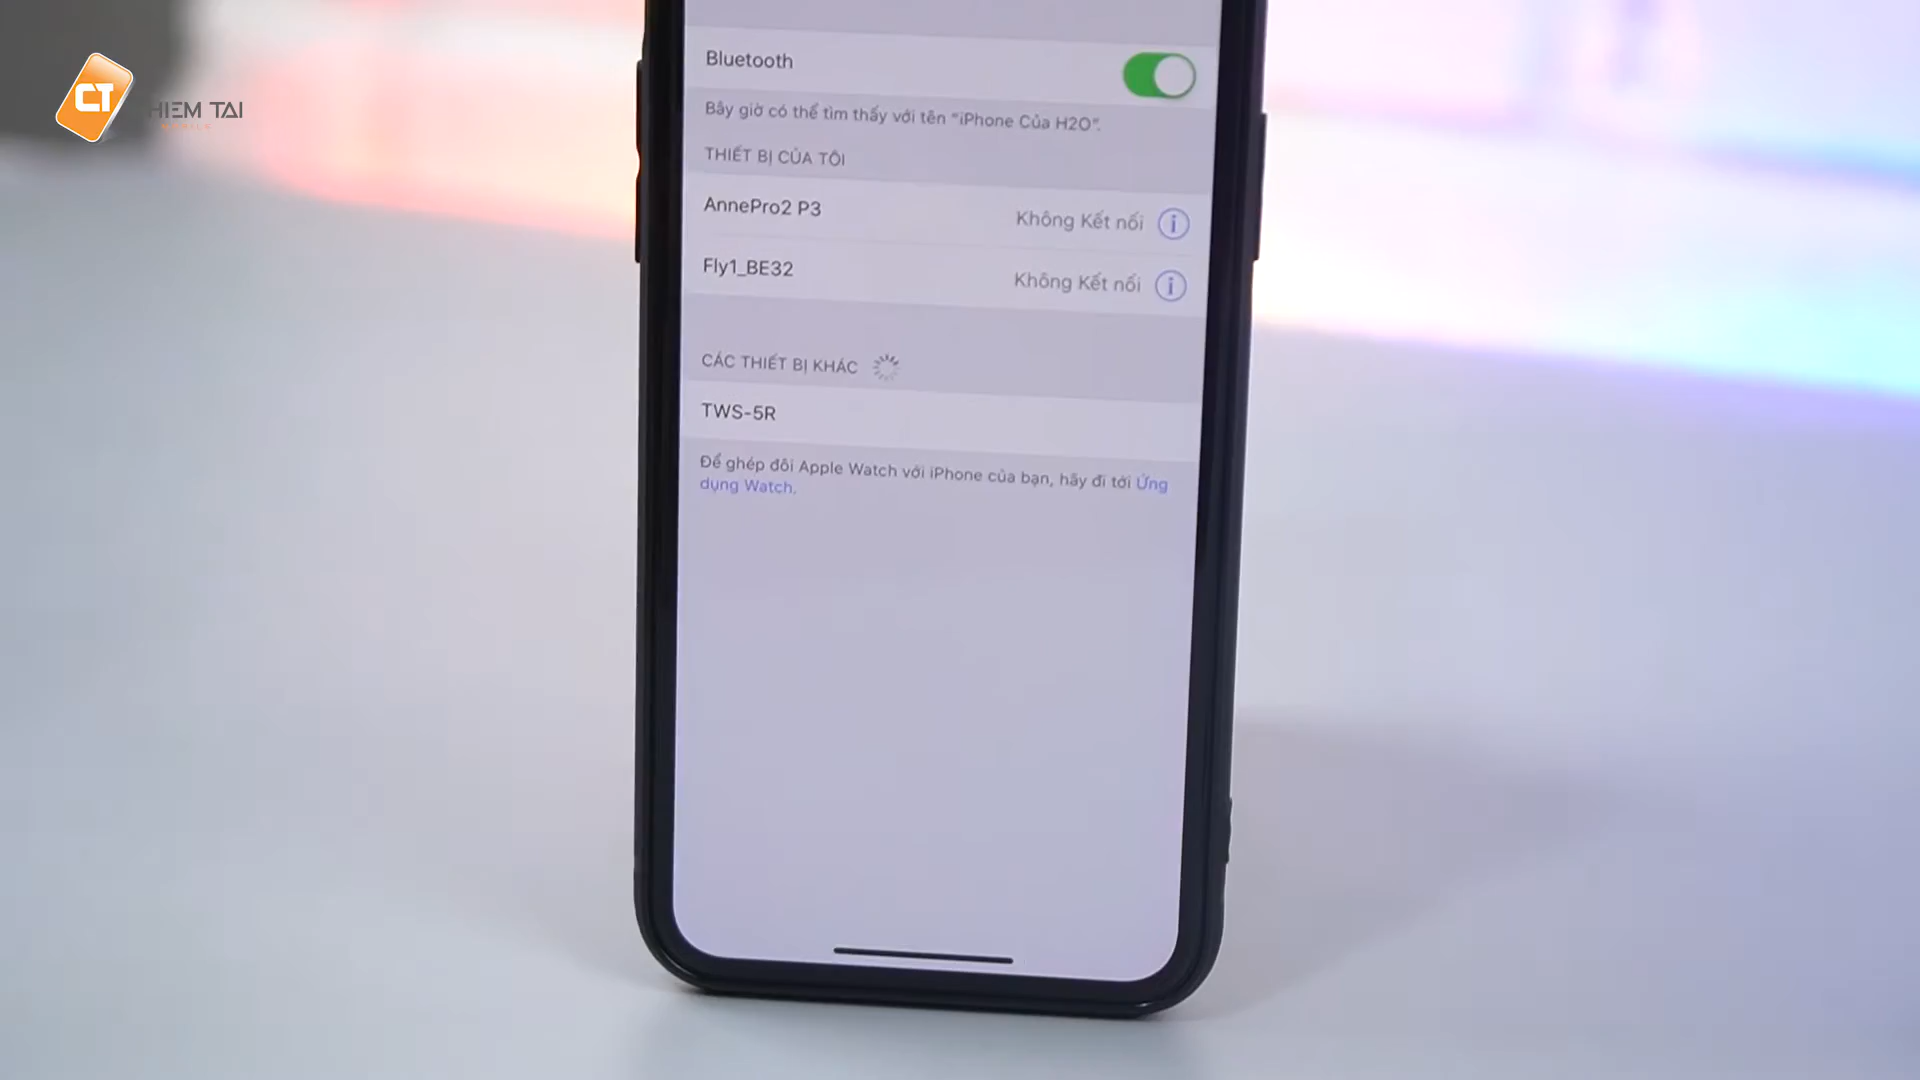 CT
HIEM TAI
MOBILE
Bluetooth
Bây giờ có thể tìm thấy với tên “iPhone Của H2O”.
THIẾT BỊ CỦA TÔI
AnnePro2 P3 Không Kết nối
Fly1_BE32 Không Kết nối
CÁC THIẾT BỊ KHÁC
TWS-5R
Để ghép đôi Apple Watch với iPhone của bạn, hãy đi tới Ứng
dụng Watch.